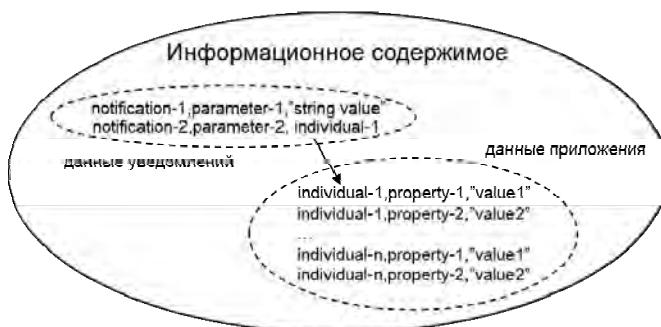 Информационное содержимое
notification-1,parameter-1,"string value"
notification-2,parameter-2, individual-1
данные уведомлений
данные приложения
individual-1,property-1,"value1"
individual-1,property-2,"value2"
...
individual-n,property-1,"value1"
individual-n,property-2,"value2"